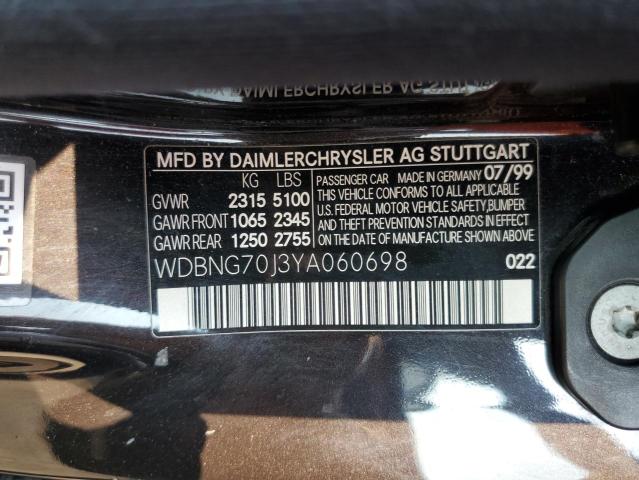 MFD BY DAIMLERCHRYSLER AG STUTTGART
KG LBS
GVWR 2315 5100
GAWR FRONT 1065 2345
GAWR REAR 1250 2755
PASSENGER CAR MADE IN GERMANY 07/99
THIS VEHICLE CONFORMS TO ALL APPLICABLE
U.S. FEDERAL MOTOR VEHICLE SAFETY, BUMPER
AND THEFT PREVENTION STANDARDS IN EFFECT
ON THE DATE OF MANUFACTURE SHOWN ABOVE.
WDBNG70J3YA060698 022